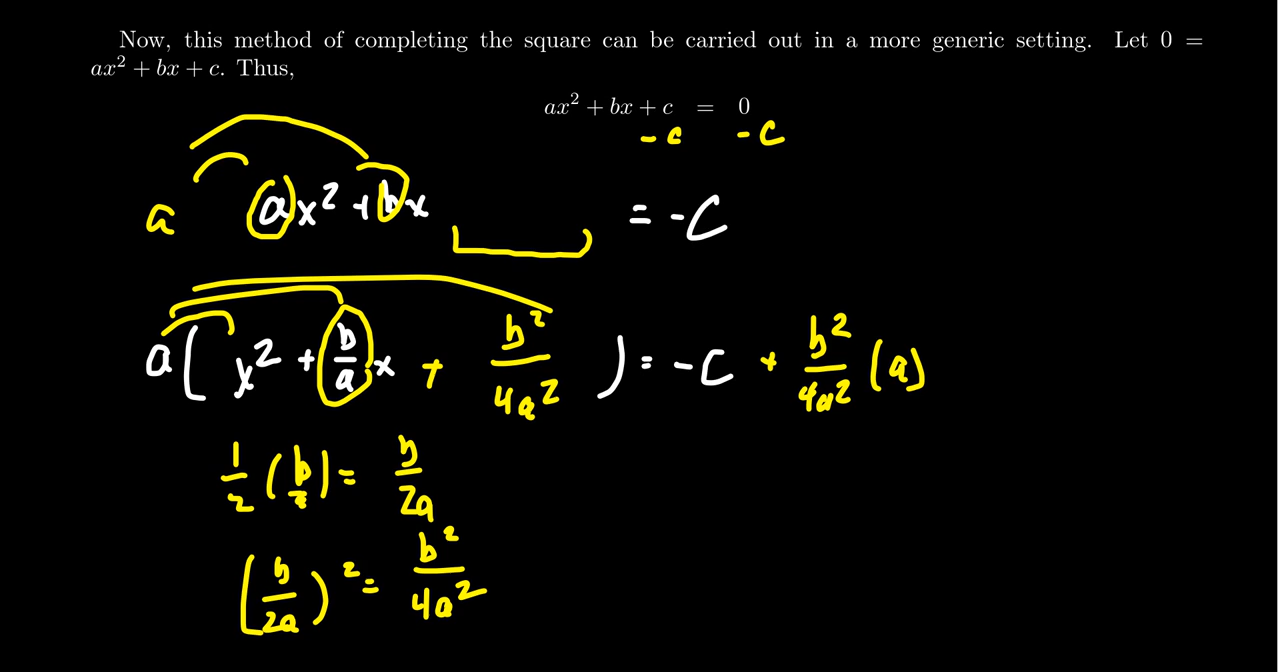 Now, this method of completing the square can be carried out in a more generic setting. Let 0 =
ax² + bx + c. Thus,
ax² + bx + c = 0
- c - c
a ax² + bx = -c
a( x² + b/a x + b²/4a² ) = -c + b²/4a² (a)
1/2 (b/a) = b/2a
(b/2a)² = b²/4a²